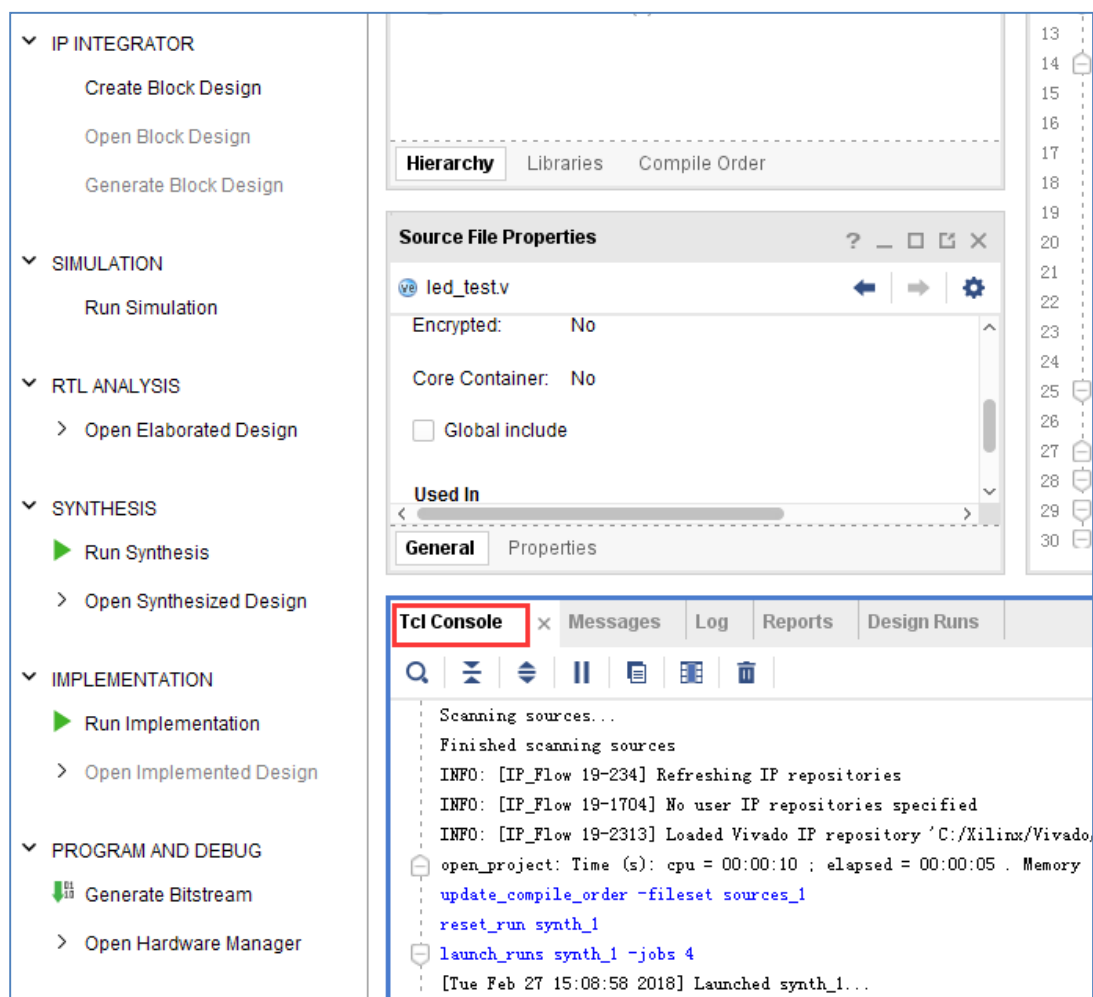 IP INTEGRATOR
Create Block Design
Open Block Design
Generate Block Design
SIMULATION
Run Simulation
RTL ANALYSIS
Open Elaborated Design
SYNTHESIS
Run Synthesis
Open Synthesized Design
IMPLEMENTATION
Run Implementation
Open Implemented Design
PROGRAM AND DEBUG
Generate Bitstream
Open Hardware Manager
Hierarchy Libraries Compile Order
Source File Properties
led_test.v
Encrypted: No
Core Container: No
Global include
Used In
General Properties
Tcl Console Messages Log Reports Design Runs
Scanning sources...
Finished scanning sources
INFO: [IP_Flow 19-234] Refreshing IP repositories
INFO: [IP_Flow 19-1704] No user IP repositories specified
INFO: [IP_Flow 19-2313] Loaded Vivado IP repository 'C:/Xilinx/Vivado/
open_project: Time (s): cpu = 00:00:10 ; elapsed = 00:00:05 . Memory
update_compile_order -fileset sources_1
reset_run synth_1
launch_runs synth_1 -jobs 4
[Tue Feb 27 15:08:58 2018] Launched synth_1...
13
14
15
16
17
18
19
20
21
22
23
24
25
26
27
28
29
30